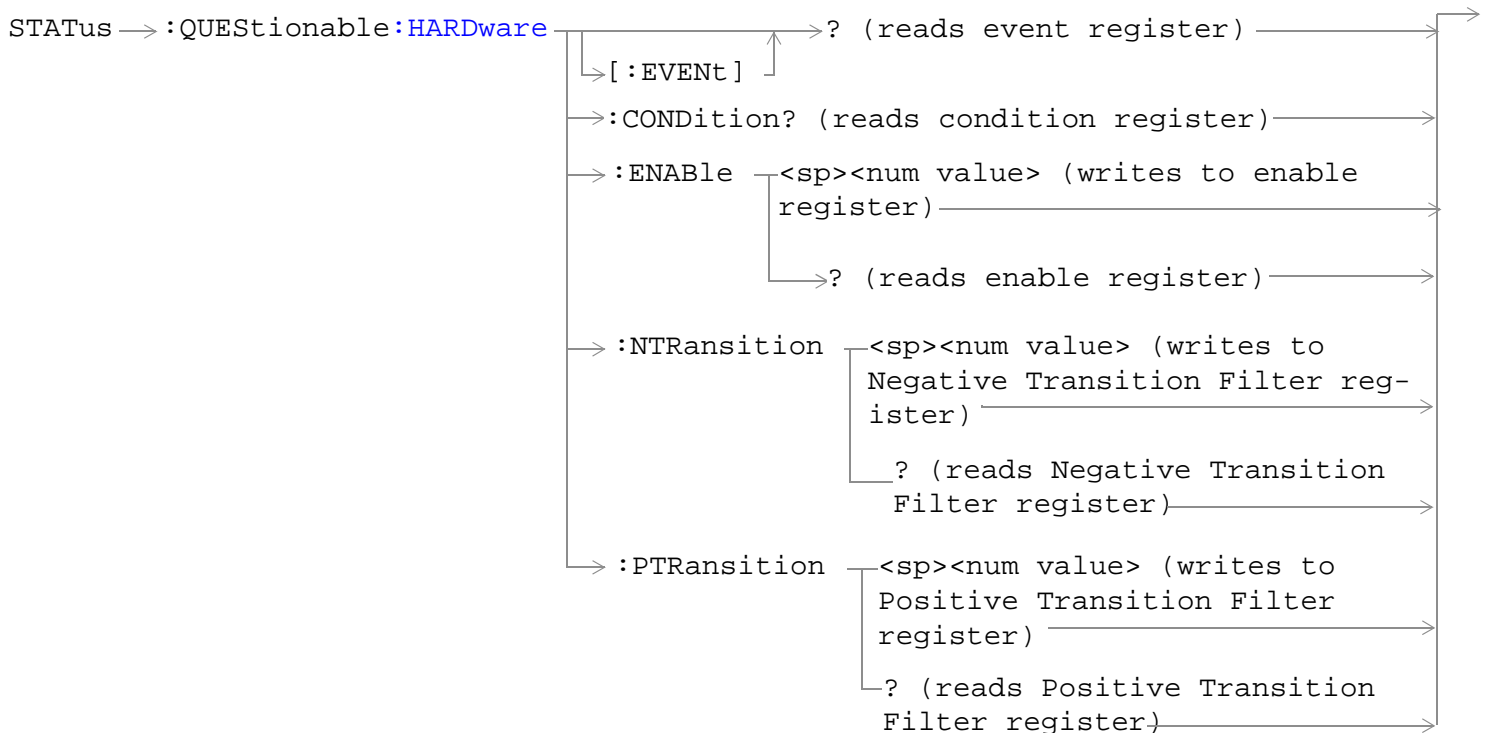 STATus :QUEStionable:HARDware ? (reads event register)
[:EVENt]
:CONDition? (reads condition register)
:ENABle <sp><num value> (writes to enable
register)
? (reads enable register)
:NTRansition <sp><num value> (writes to
Negative Transition Filter reg-
ister)
? (reads Negative Transition
Filter register)
:PTRansition <sp><num value> (writes to
Positive Transition Filter
register)
? (reads Positive Transition
Filter register)